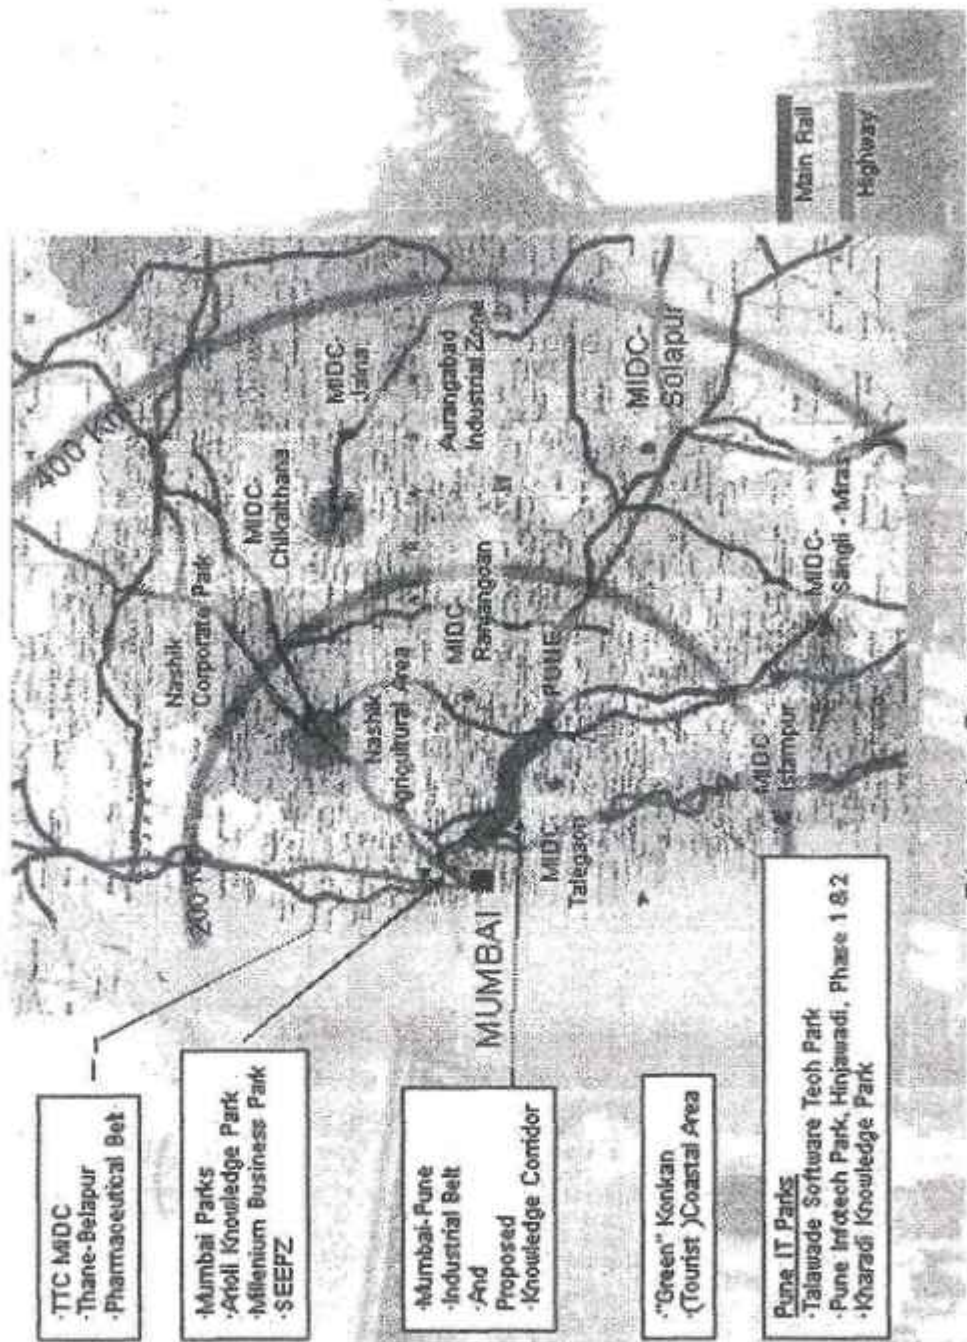 ·TTC MIDC
·Thane-Belapur
·Pharmaceutical Belt
·Mumbai Parks
·Airoli Knowledge Park
·Milenium Business Park
·SEEPZ
·Mumbai-Pune
·Industrial Belt
·And
Proposed
·Knowledge Corridor
·"Green" Konkan
·(Tourist )Coastal Area
Pune IT Parks
·Talawade Software Tech Park
·Pune Infotech Park, Hinjawadi, Phase 1 &2
·Kharadi Knowledge Park
400 Km
200
Nashik
Corporate Park
MIDC-
Chikalthana
MIDC-
Jalna
Nashik
Agricultural Area
MIDC-
Ranjangoan
Aurangabad
Industrial Zone
MUMBAI
PUNE
MIDC-
Talegaon
MIDC-
Solapur
MIDC-
Islampur
MIDC-
Sangli -Miraj
Main Rail
Highway